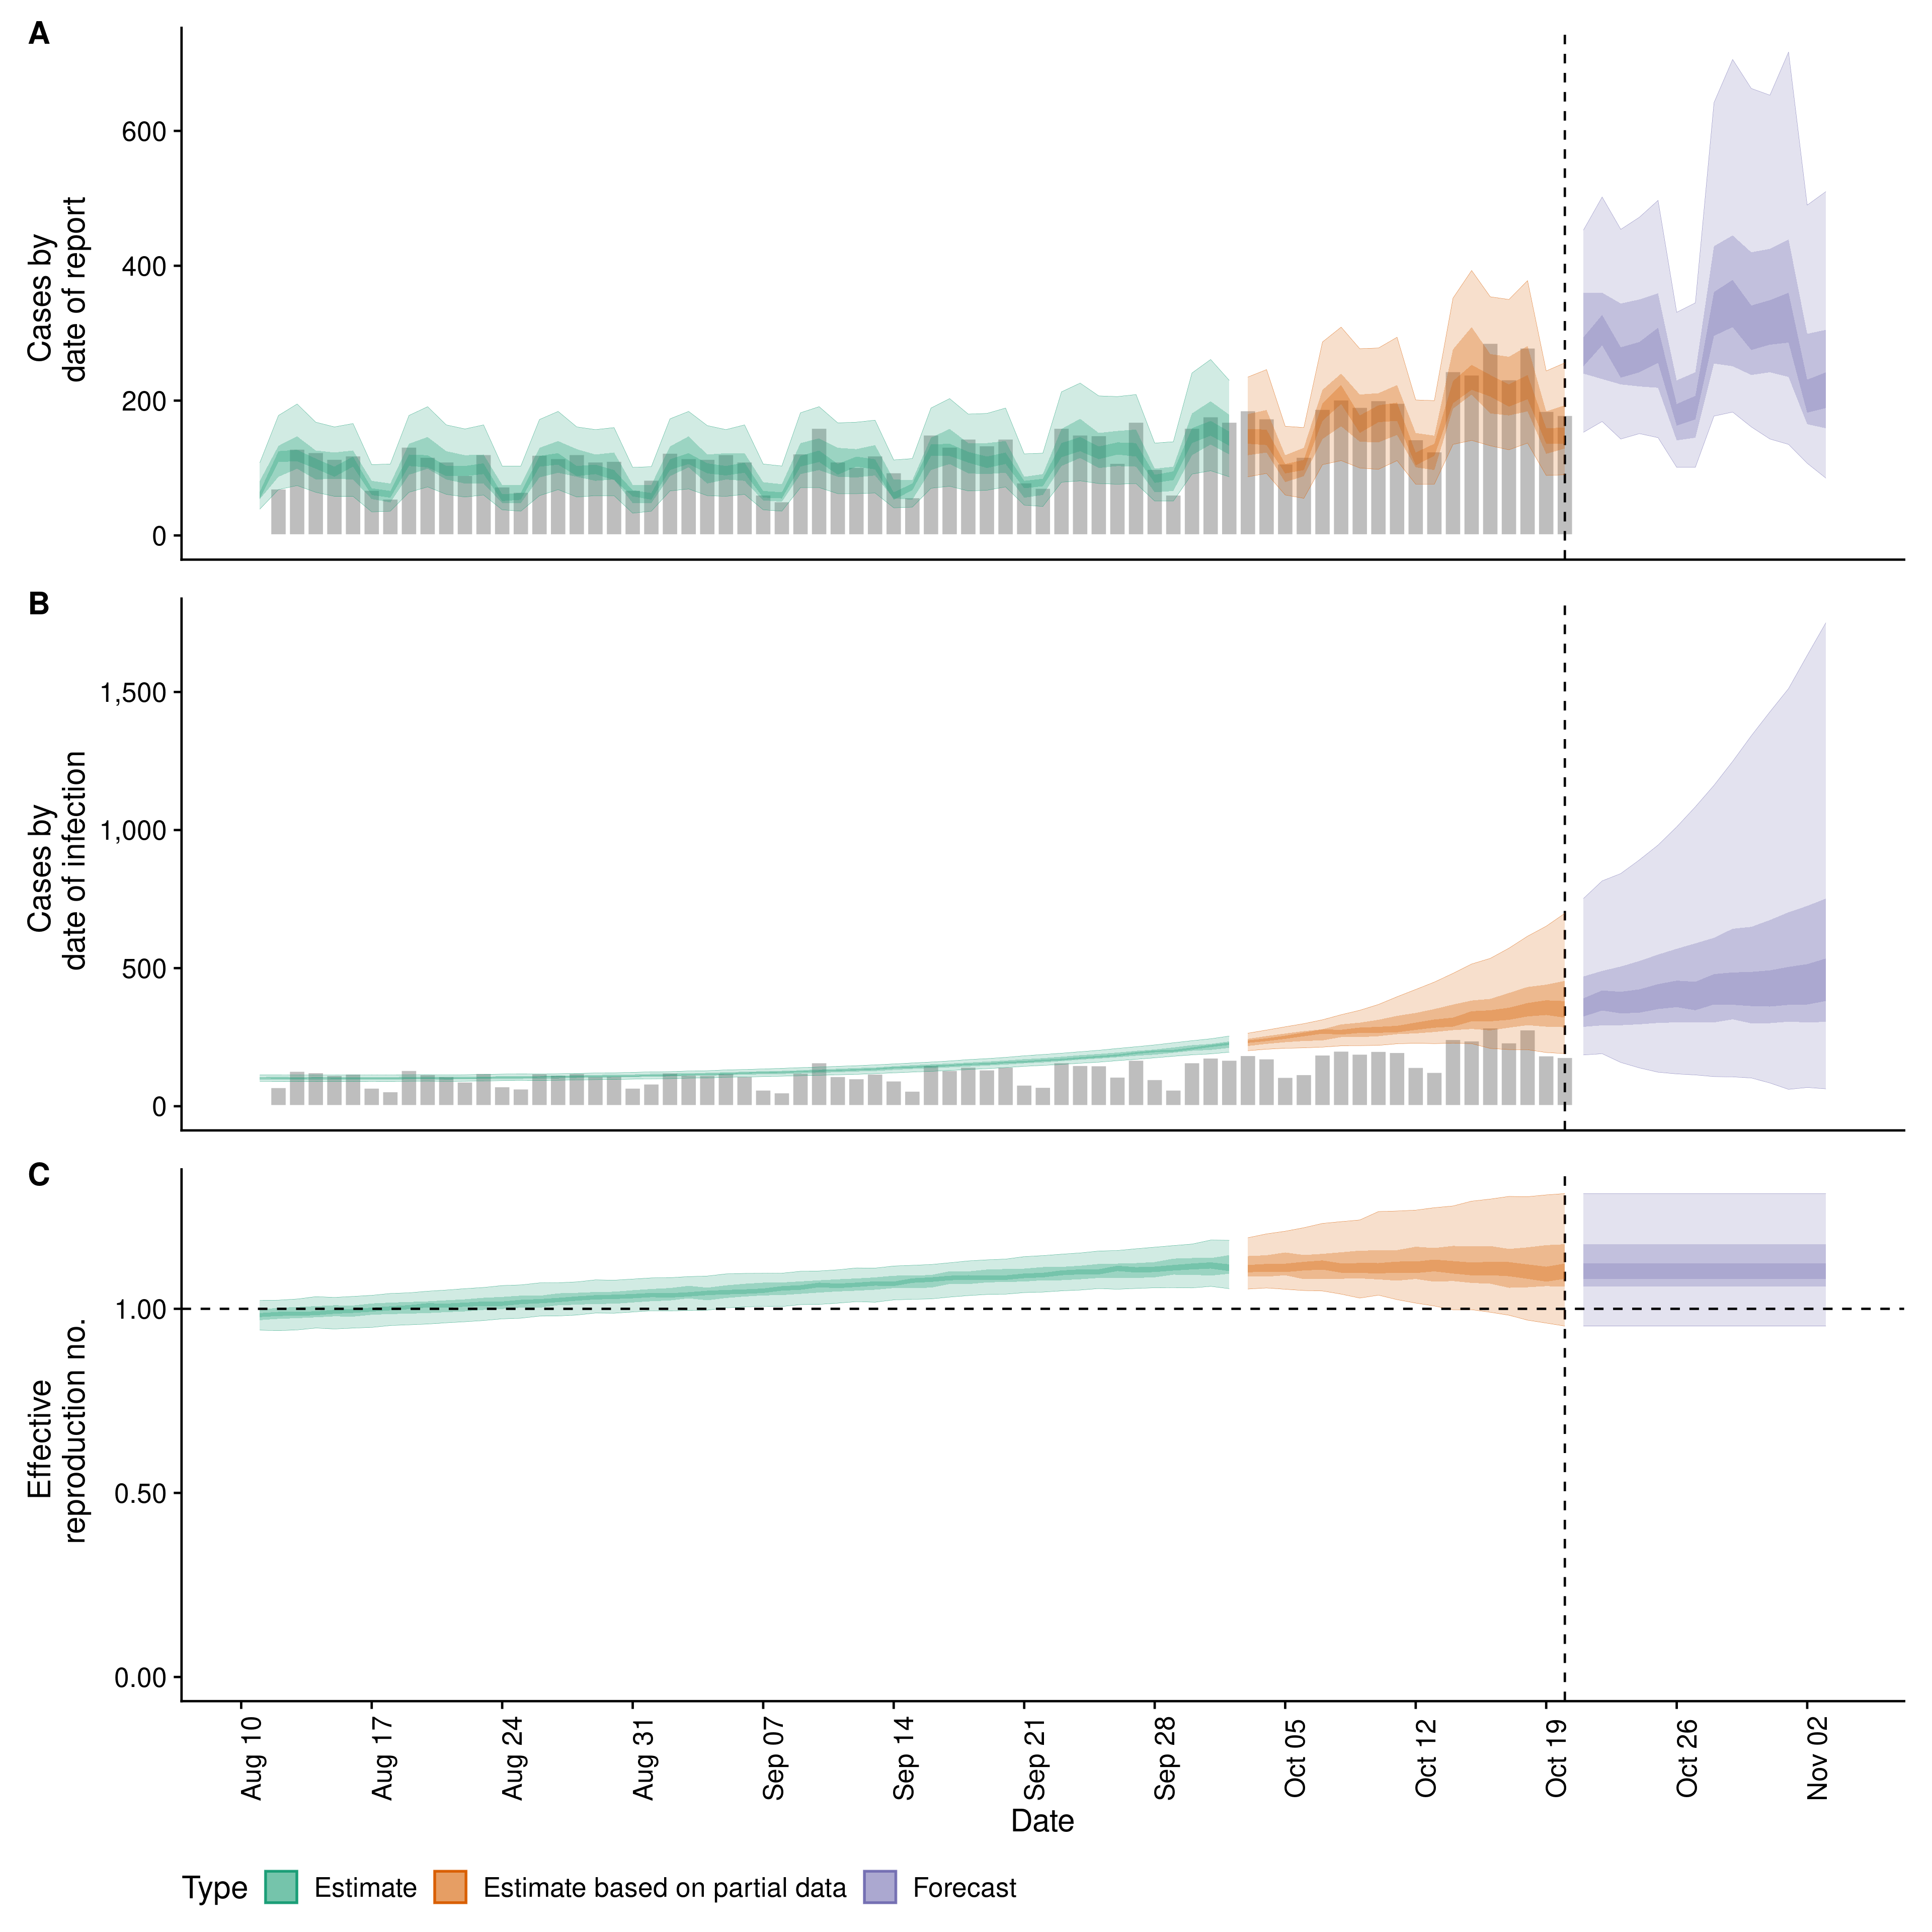 A
Cases by
date of report
600
400
200
0
B
Cases by
date of infection
1,500
1,000
500
0
C
Effective
reproduction no.
1.00
0.50
0.00
Aug 10
Aug 17
Aug 24
Aug 31
Sep 07
Sep 14
Sep 21
Sep 28
Oct 05
Oct 12
Oct 19
Oct 26
Nov 02
Date
Type Estimate Estimate based on partial data Forecast